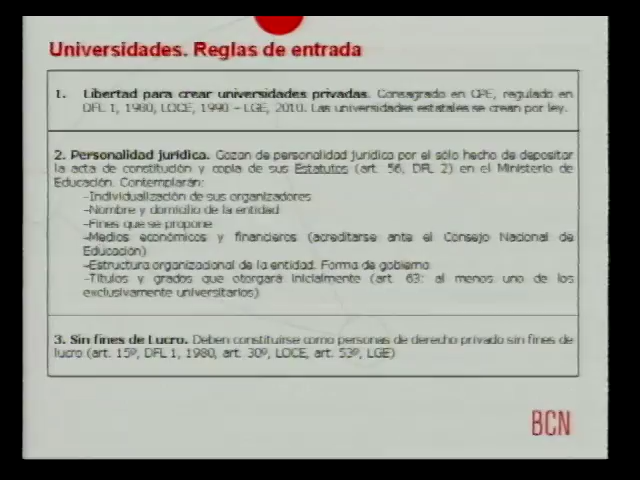 Universidades. Reglas de entrada
1. Libertad para crear universidades privadas. Consagrado en CPE, regulado en
DFL 1, 1980, LOCE, 1990 – LGE, 2010. Las universidades estatales se crean por ley.
2. Personalidad jurídica. Gozan de personalidad jurídica por el sólo hecho de depositar
la acta de constitución y copia de sus Estatutos (art. 56, DFL 2) en el Ministerio de
Educación. Contemplarán:
-Individualización de sus organizadores
-Nombre y domicilio de la entidad
-Fines que se propone
-Medios económicos y financieros (acreditarse ante el Consejo Nacional de
Educación)
-Estructura organizacional de la entidad. Forma de gobierno
-Títulos y grados que otorgará inicialmente (art. 63: al menos uno de los
exclusivamente universitarios)
3. Sin fines de Lucro. Deben constituirse como personas de derecho privado sin fines de
lucro (art. 15º, DFL 1, 1980, art. 30º, LOCE, art. 53º, LGE)
BCN